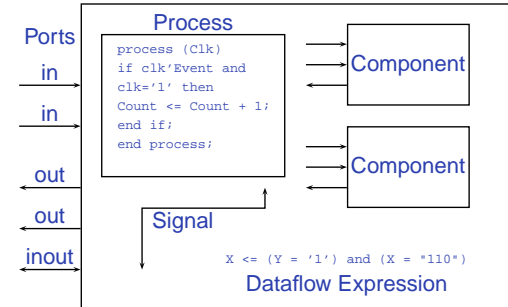 Process
Ports
in
in
out
out
inout
process (Clk)
if clk'Event and
clk='1' then
Count <= Count + 1;
end if;
end process;
Component
Component
Signal
X <= (Y = '1') and (X = "110")
Dataflow Expression